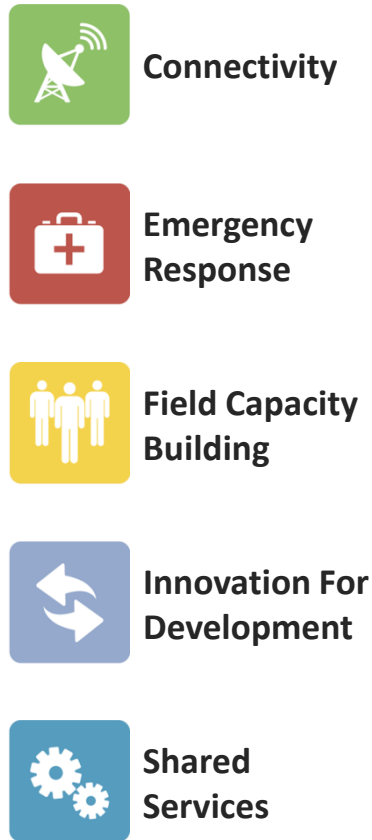 Connectivity
Emergency
Response
Field Capacity
Building
Innovation For
Development
Shared
Services